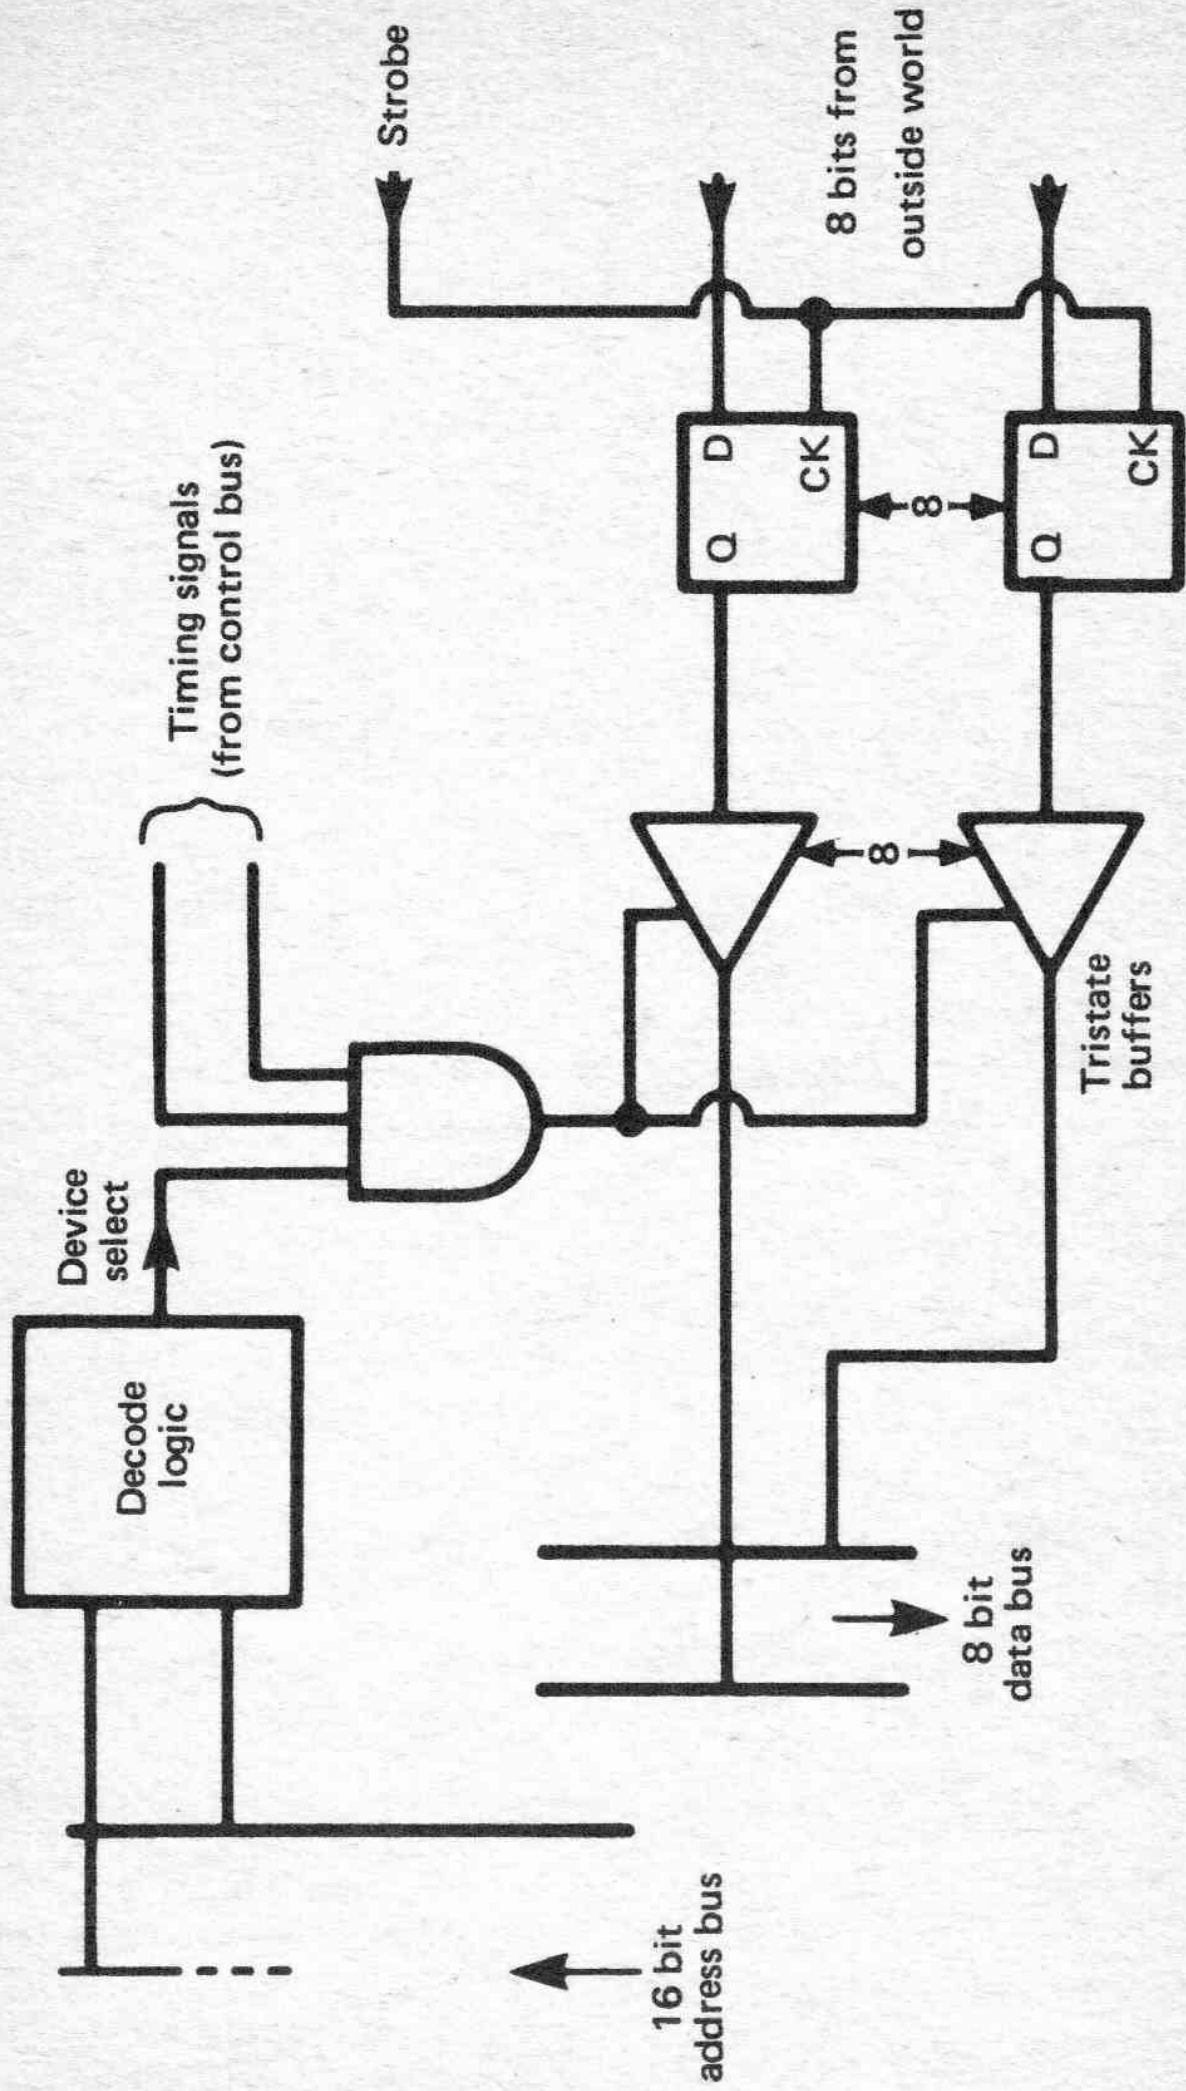 16 bit
address bus
Decode
logic
Device
select
Timing signals
(from control bus)
Strobe
8 bit
data bus
Tristate
buffers
8
Q
D
CK
8
Q
D
CK
8 bits from
outside world